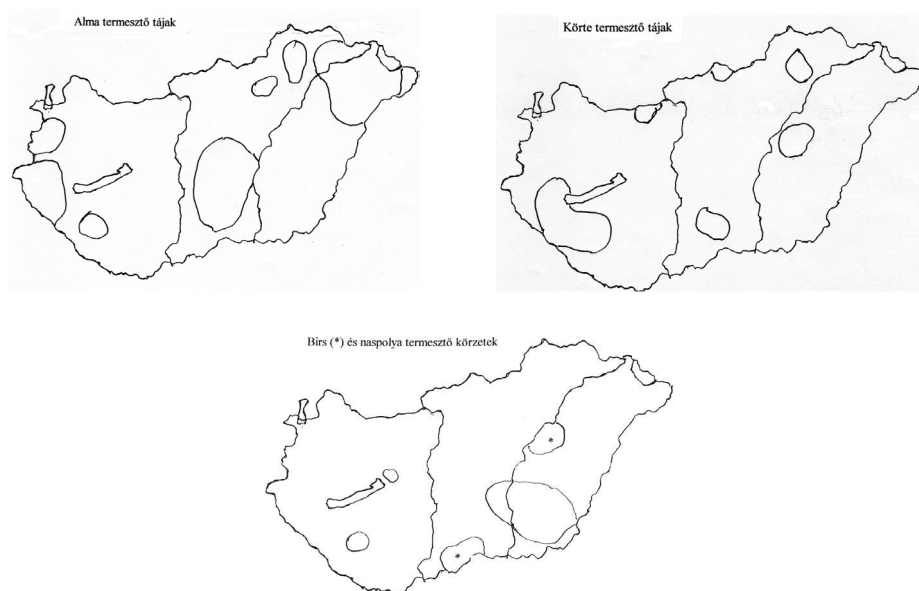 Alma termesztő tájak
Körte termesztő tájak
Birs (*) és naspolya termesztő körzetek
*
*